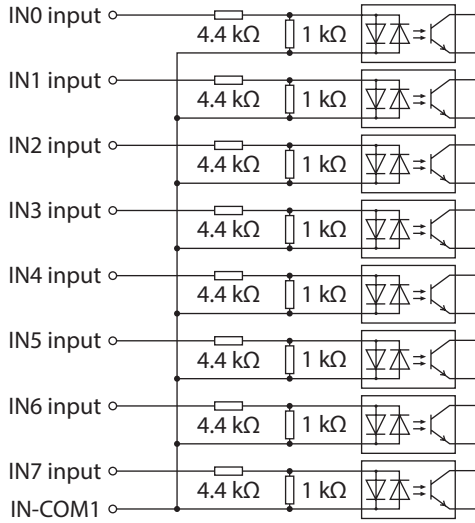 IN0 input
4.4 kΩ 1 kΩ
IN1 input
4.4 kΩ 1 kΩ
IN2 input
4.4 kΩ 1 kΩ
IN3 input
4.4 kΩ 1 kΩ
IN4 input
4.4 kΩ 1 kΩ
IN5 input
4.4 kΩ 1 kΩ
IN6 input
4.4 kΩ 1 kΩ
IN7 input
4.4 kΩ 1 kΩ
IN-COM1